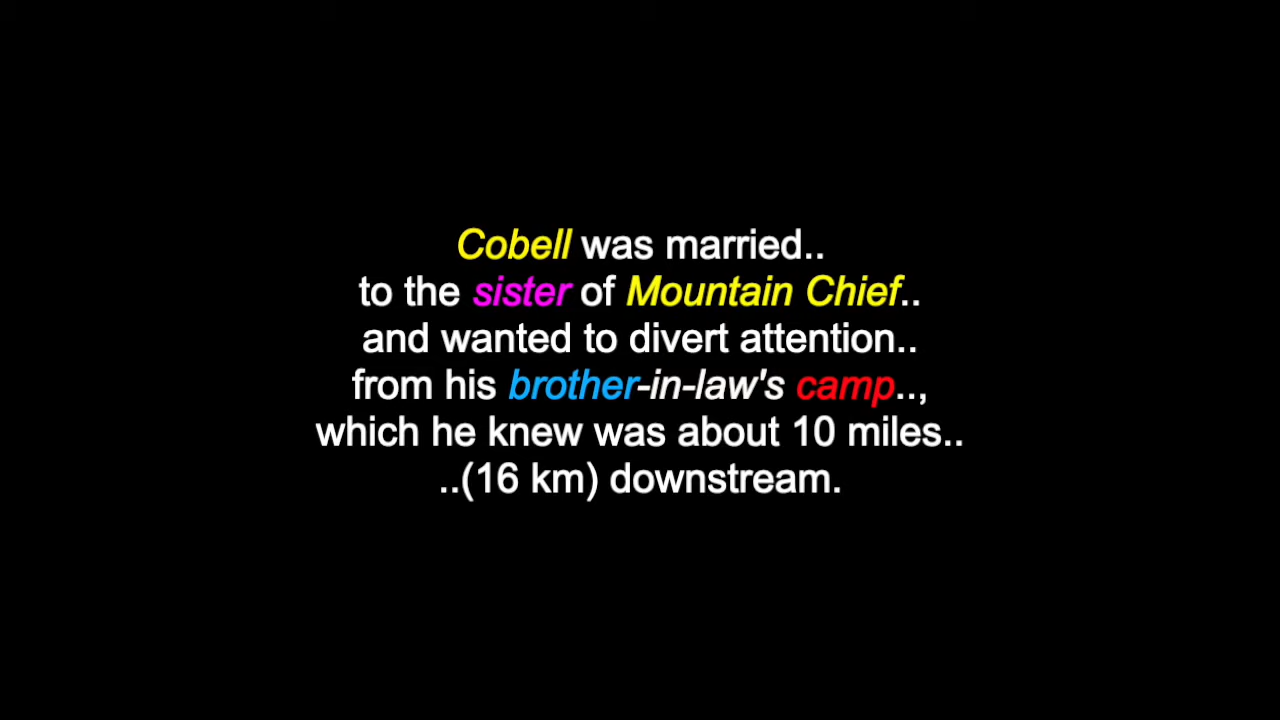 Cobell was married..
to the sister of Mountain Chief..
and wanted to divert attention..
from his brother-in-law's camp..,
which he knew was about 10 miles..
..(16 km) downstream.